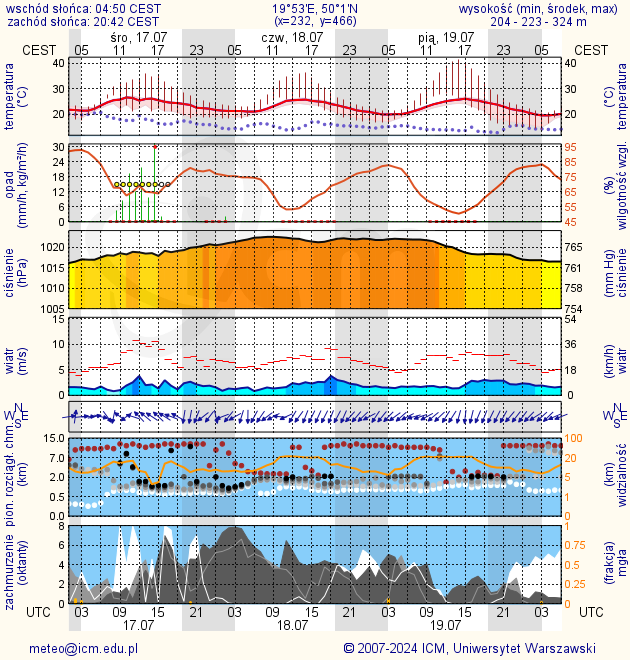 wschód słońca: 04:50 CEST 19°53'E, 50°1'N wysokość (min, środek, max)
zachód słońca: 20:42 CEST (x=232, y=466) 204 - 223 - 324 m
śro, 17.07 czw, 18.07 pią, 19.07
CEST 05 11 17 23 05 11 17 23 05 11 17 23 05 CEST
temperatura (°C) 40 30 20 40 30 20 (°C) temperatura
opad (mm/h, kg/m²/h) 30 24 18 12 6 0 95 85 75 65 55 45 (%) wilgotność wzgl.
ciśnienie (hPa) 1020 1015 1010 1005 765 761 758 754 (mm Hg) ciśnienie
wiatr (m/s) 15 10 5 0 54 36 18 0 (km/h) wiatr
N W E S N W E S
pion. rozciągł. chm. (km) 15.0 7.0 2.0 0.5 0.0 100 20 5 1 0 (km) widzialność
zachmurzenie (oktanty) 8 6 4 2 0 1 0.75 0.5 0.25 0 (frakcja) mgła
UTC 03 09 15 21 03 09 15 21 03 09 15 21 03 UTC
17.07 18.07 19.07
meteo@icm.edu.pl © 2007-2024 ICM, Uniwersytet Warszawski